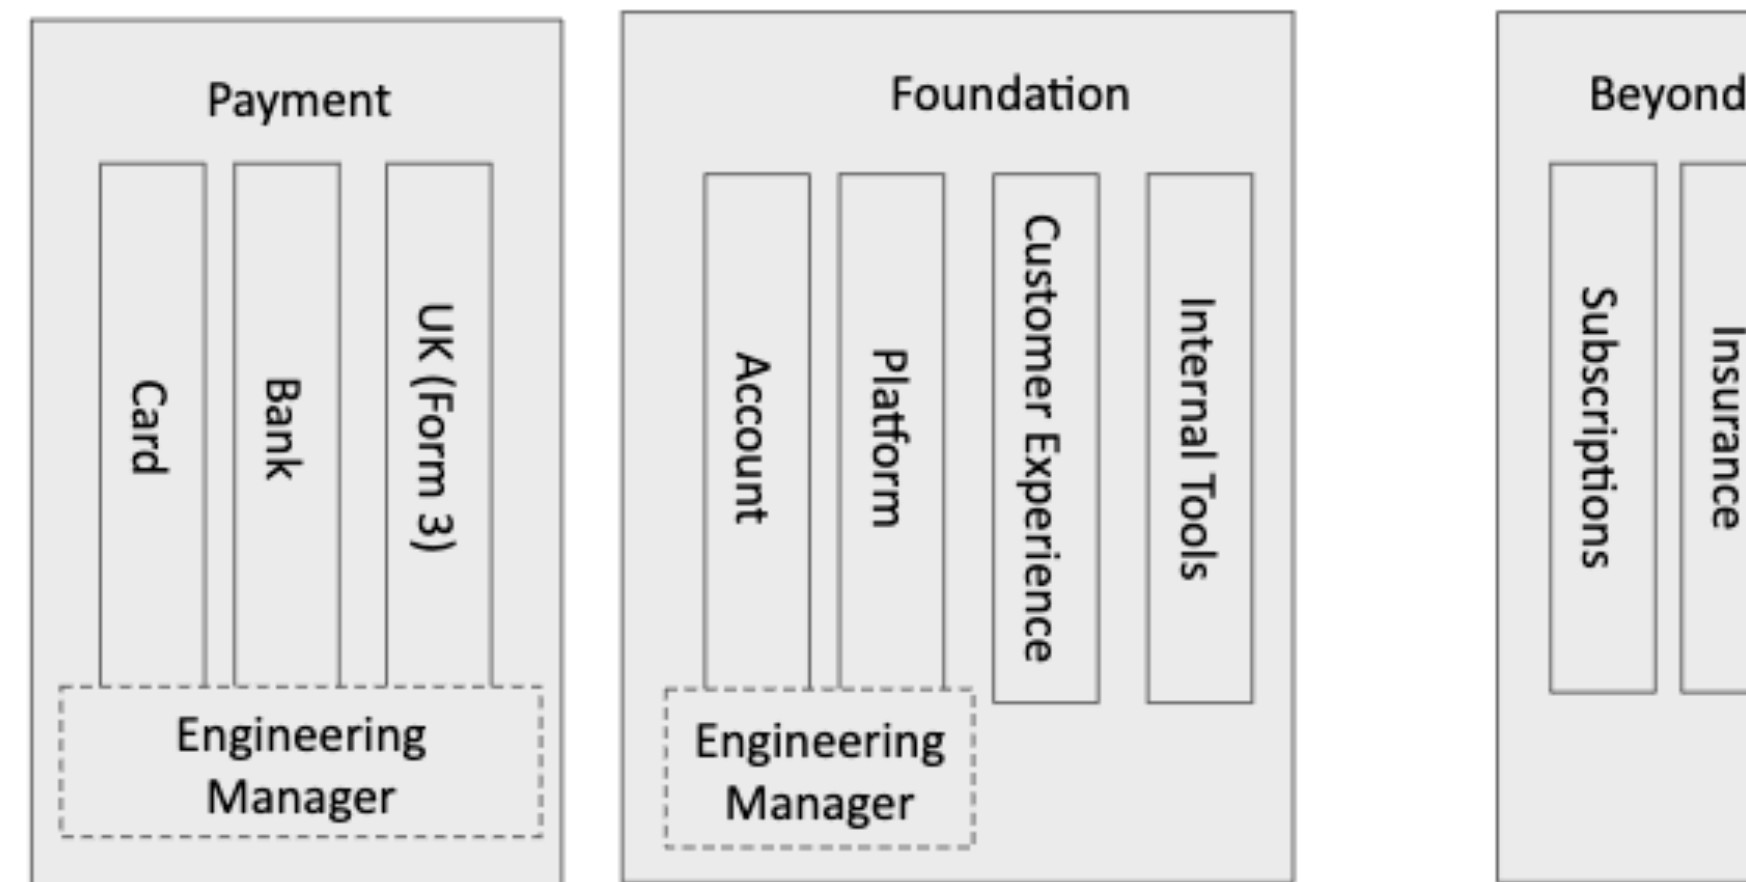 Payment
Card
Bank
UK (Form 3)
Engineering
Manager
Foundation
Account
Platform
Customer Experience
Internal Tools
Engineering
Manager
Beyond
Subscriptions
Insurance